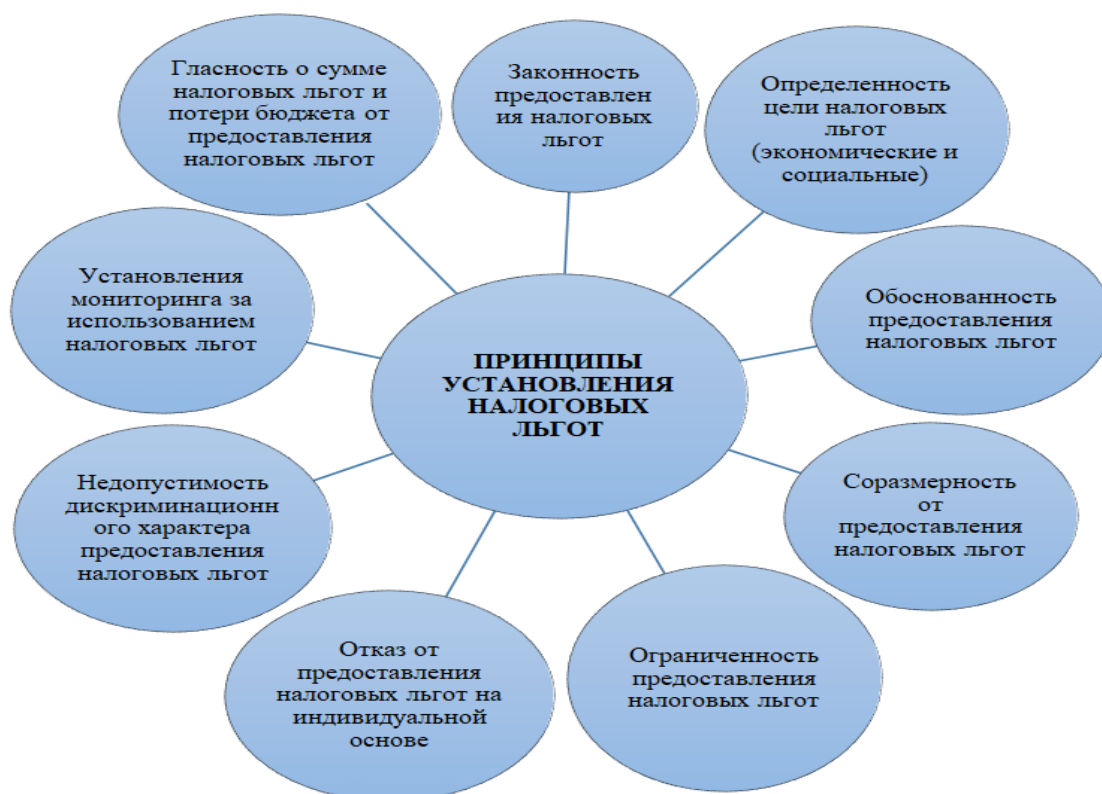 Гласность о сумме
налоговых льгот и
потери бюджета от
предоставления
налоговых льгот
Законность
предоставлен
ия налоговых
льгот
Определенность
цели налоговых
льгот
(экономические и
социальные)
Установления
мониторинга за
использованием
налоговых льгот
Обоснованность
предоставления
налоговых льгот
ПРИНЦИПЫ
УСТАНОВЛЕНИЯ
НАЛОГОВЫХ
ЛЬГОТ
Недопустимость
дискриминационн
ого характера
предоставления
налоговых льгот
Соразмерность
от
предоставления
налоговых льгот
Отказ от
предоставления
налоговых льгот на
индивидуальной
основе
Ограниченность
предоставления
налоговых льгот